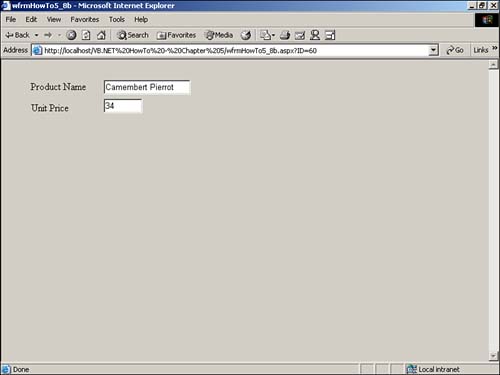 wfrmHowTo5_8b - Microsoft Internet Explorer
File Edit View Favorites Tools Help
Back Search Favorites Media
Address http://localhost/VB.NET%20HowTo%20-%20Chapter%205/wfrmHowTo5_8b.aspx?ID=60 Go Links »
Product Name Camembert Pierrot
Unit Price 34
Done Local intranet